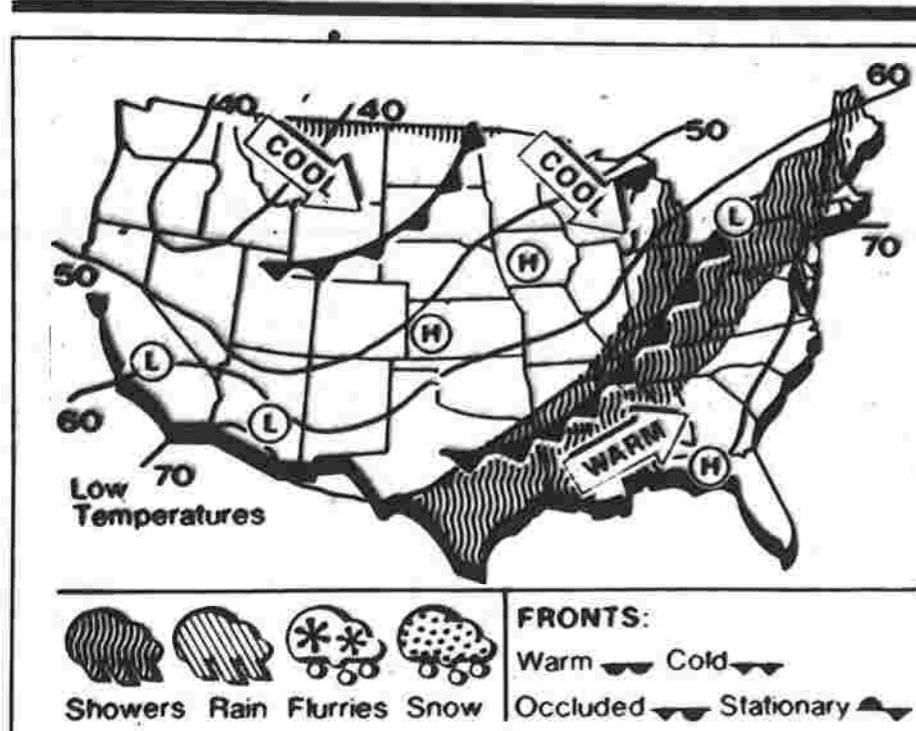 40
40
60
50
COOL
COOL
L
70
H
50
H
L
60
L
WARM
H
70
Low
Temperatures
Showers Rain Flurries Snow
FRONTS:
Warm Cold
Occluded Stationary